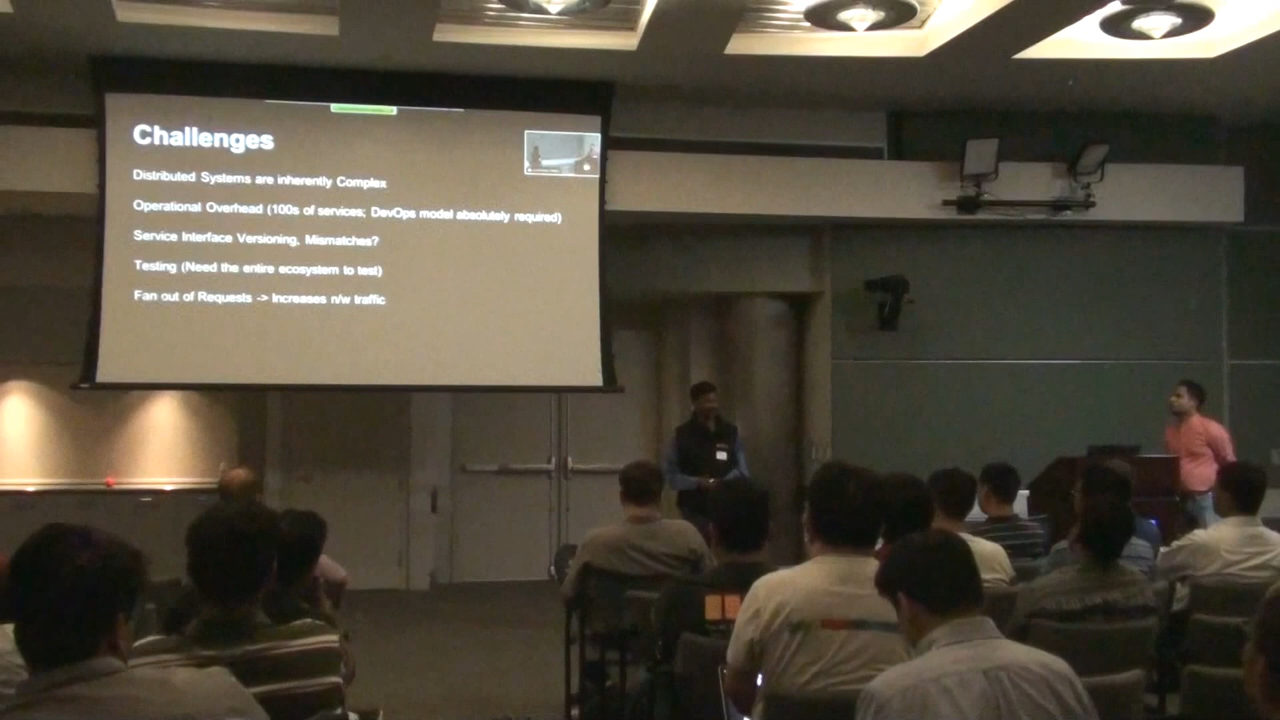 Challenges
Distributed Systems are inherently Complex
Operational Overhead (100s of services; DevOps model absolutely required)
Service Interface Versioning, Mismatches?
Testing (Need the entire ecosystem to test)
Fan out of Requests -> Increases n/w traffic